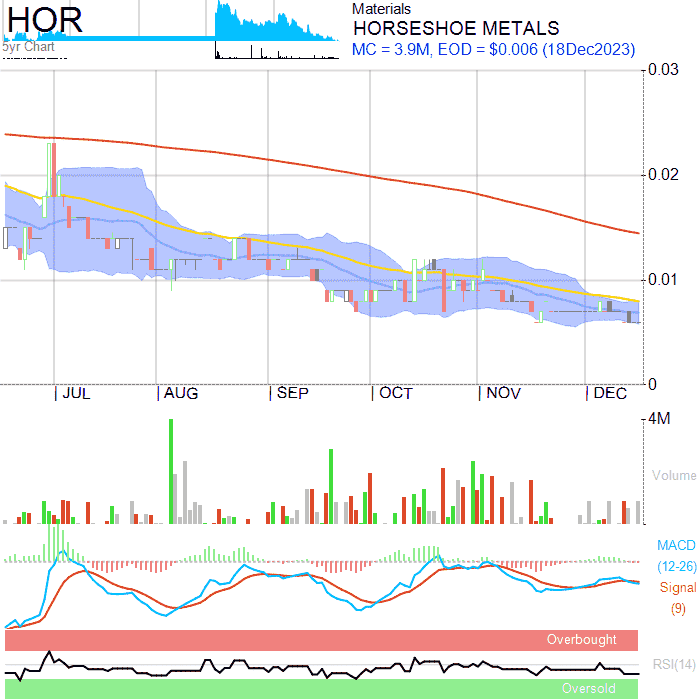 HOR
5yr Chart
Materials
HORSESHOE METALS
MC = 3.9M, EOD = $0.006 (18Dec2023)
0.03
0.02
0.01
0
JUL AUG SEP OCT NOV DEC
4M
Volume
MACD
(12-26)
Signal
(9)
Overbought
RSI(14)
Oversold